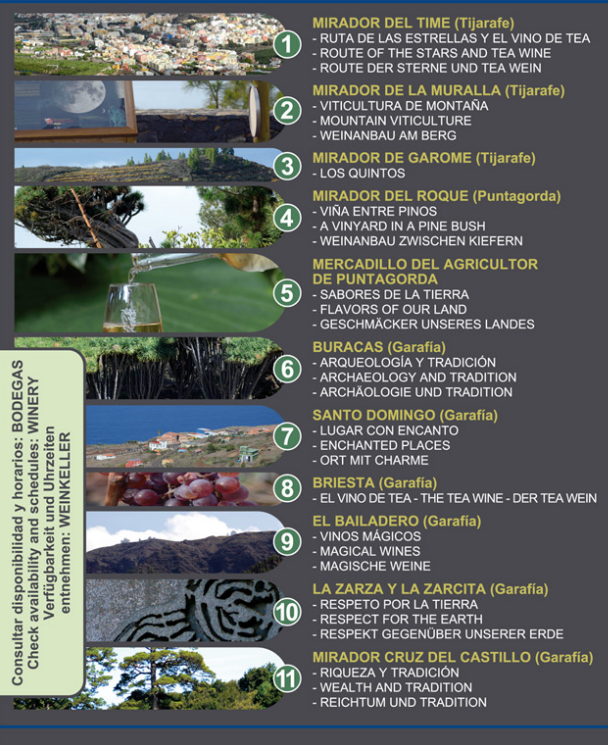 1
MIRADOR DEL TIME (Tijarafe)
- RUTA DE LAS ESTRELLAS Y EL VINO DE TEA
- ROUTE OF THE STARS AND TEA WINE
- ROUTE DER STERNE UND TEA WEIN
2
MIRADOR DE LA MURALLA (Tijarafe)
- VITICULTURA DE MONTAÑA
- MOUNTAIN VITICULTURE
- WEINANBAU AM BERG
3
MIRADOR DE GAROME (Tijarafe)
- LOS QUINTOS
4
MIRADOR DEL ROQUE (Puntagorda)
- VIÑA ENTRE PINOS
- A VINYARD IN A PINE BUSH
- WEINANBAU ZWISCHEN KIEFERN
5
MERCADILLO DEL AGRICULTOR
DE PUNTAGORDA
- SABORES DE LA TIERRA
- FLAVORS OF OUR LAND
- GESCHMÄCKER UNSERES LANDES
6
BURACAS (Garafía)
- ARQUEOLOGÍA Y TRADICIÓN
- ARCHAEOLOGY AND TRADITION
- ARCHÄOLOGIE UND TRADITION
7
SANTO DOMINGO (Garafía)
- LUGAR CON ENCANTO
- ENCHANTED PLACES
- ORT MIT CHARME
8
BRIESTA (Garafía)
- EL VINO DE TEA - THE TEA WINE - DER TEA WEIN
9
EL BAILADERO (Garafía)
- VINOS MÁGICOS
- MAGICAL WINES
- MAGISCHE WEINE
10
LA ZARZA Y LA ZARCITA (Garafía)
- RESPETO POR LA TIERRA
- RESPECT FOR THE EARTH
- RESPEKT GEGENÜBER UNSERER ERDE
11
MIRADOR CRUZ DEL CASTILLO (Garafía)
- RIQUEZA Y TRADICIÓN
- WEALTH AND TRADITION
- REICHTUM UND TRADITION
Consultar disponibilidad y horarios: BODEGAS
Check availability and schedules: WINERY
Verfügbarkeit und Uhrzeiten
entnehmen: WEINKELLER